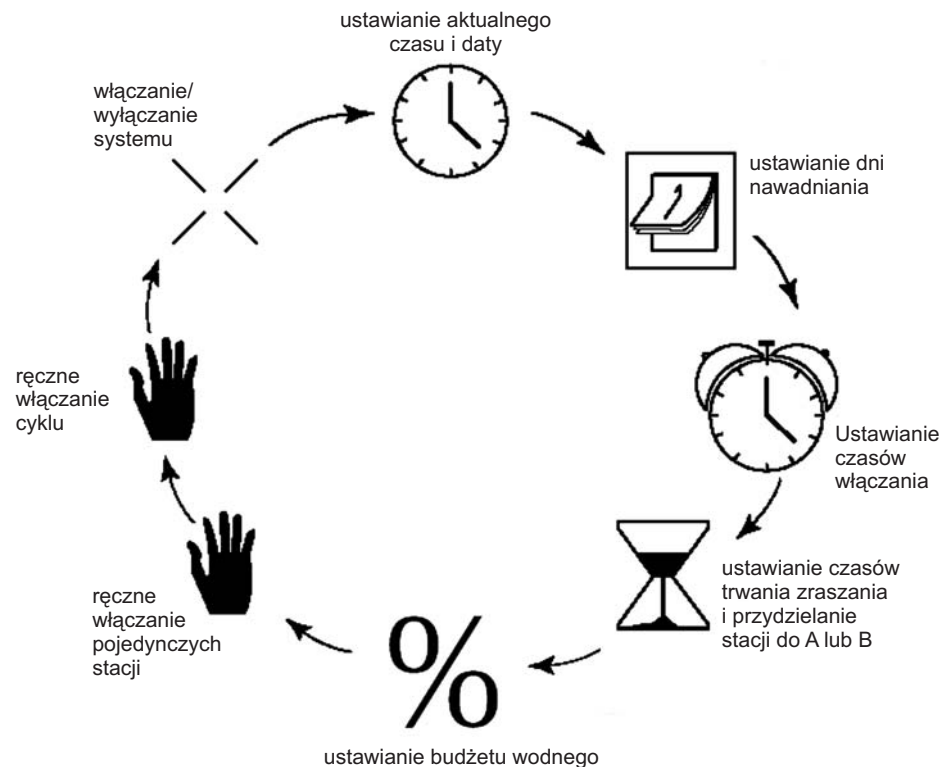 ustawianie aktualnego
czasu i daty
włączanie/
wyłączanie
systemu
ustawianie dni
nawadniania
1
ręczne
włączanie
cyklu
Ustawianie
czasów
włączania
ustawianie czasów
trwania zraszania
i przydzielanie
stacji do A lub B
ręczne
włączanie
pojedynczych
stacji
%
ustawianie budżetu wodnego